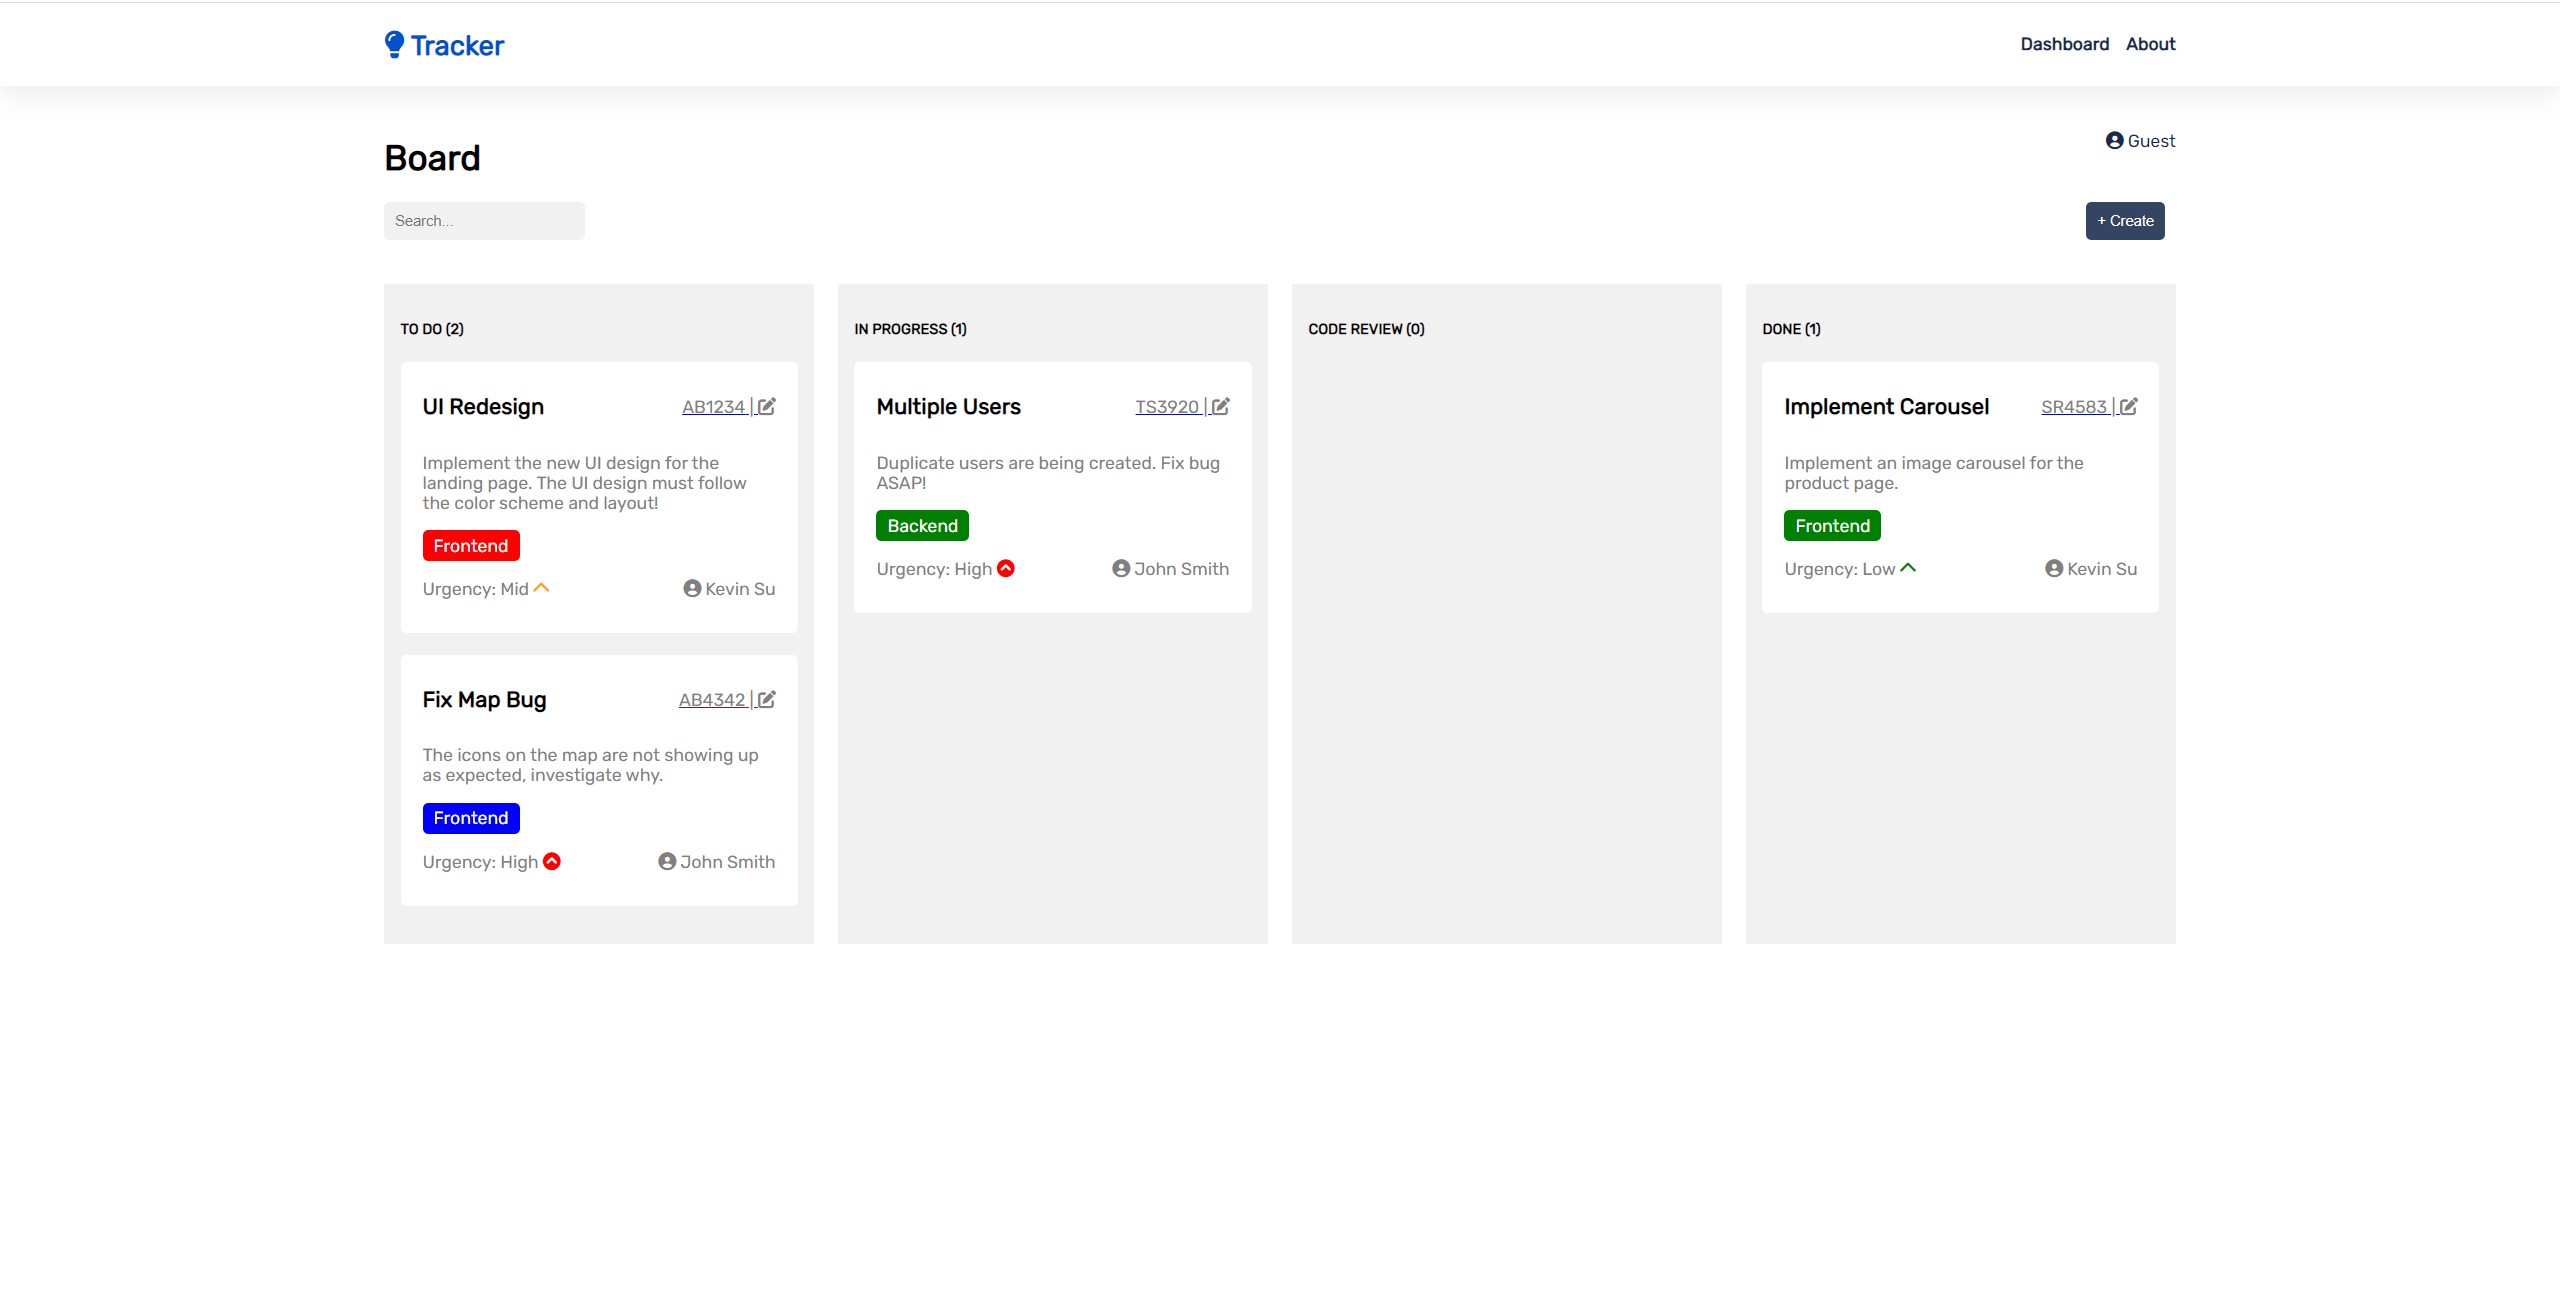 Tracker
Dashboard About
Board
Guest
Search...
+ Create
TO DO (2)
UI Redesign
AB1234 |
Implement the new UI design for the
landing page. The UI design must follow
the color scheme and layout!
Frontend
Urgency: Mid
Kevin Su
Fix Map Bug
AB4342 |
The icons on the map are not showing up
as expected, investigate why.
Frontend
Urgency: High
John Smith
IN PROGRESS (1)
Multiple Users
TS3920 |
Duplicate users are being created. Fix bug
ASAP!
Backend
Urgency: High
John Smith
CODE REVIEW (0)
DONE (1)
Implement Carousel
SR4583 |
Implement an image carousel for the
product page.
Frontend
Urgency: Low
Kevin Su